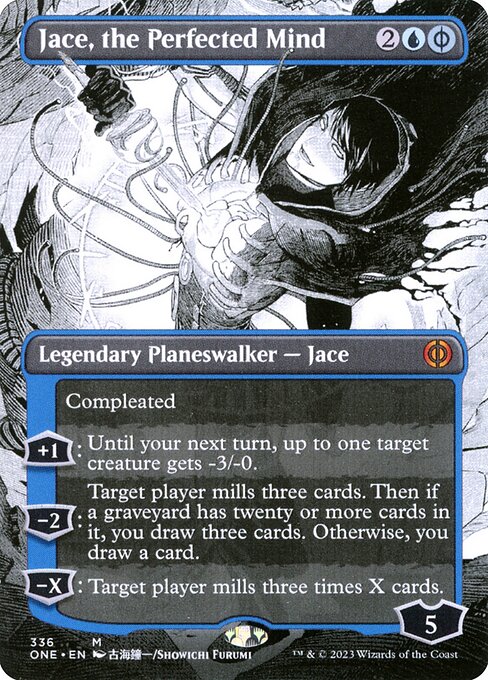 Jace, the Perfected Mind 2
Legendary Planeswalker — Jace
Compleated
+1 : Until your next turn, up to one target
creature gets -3/-0.
Target player mills three cards. Then if
a graveyard has twenty or more cards in
−2 : it, you draw three cards. Otherwise, you
draw a card.
−X : Target player mills three times X cards.
5
336 M
ONE • EN 古海鐘一/Showichi Furumi
™ & © 2023 Wizards of the Coast